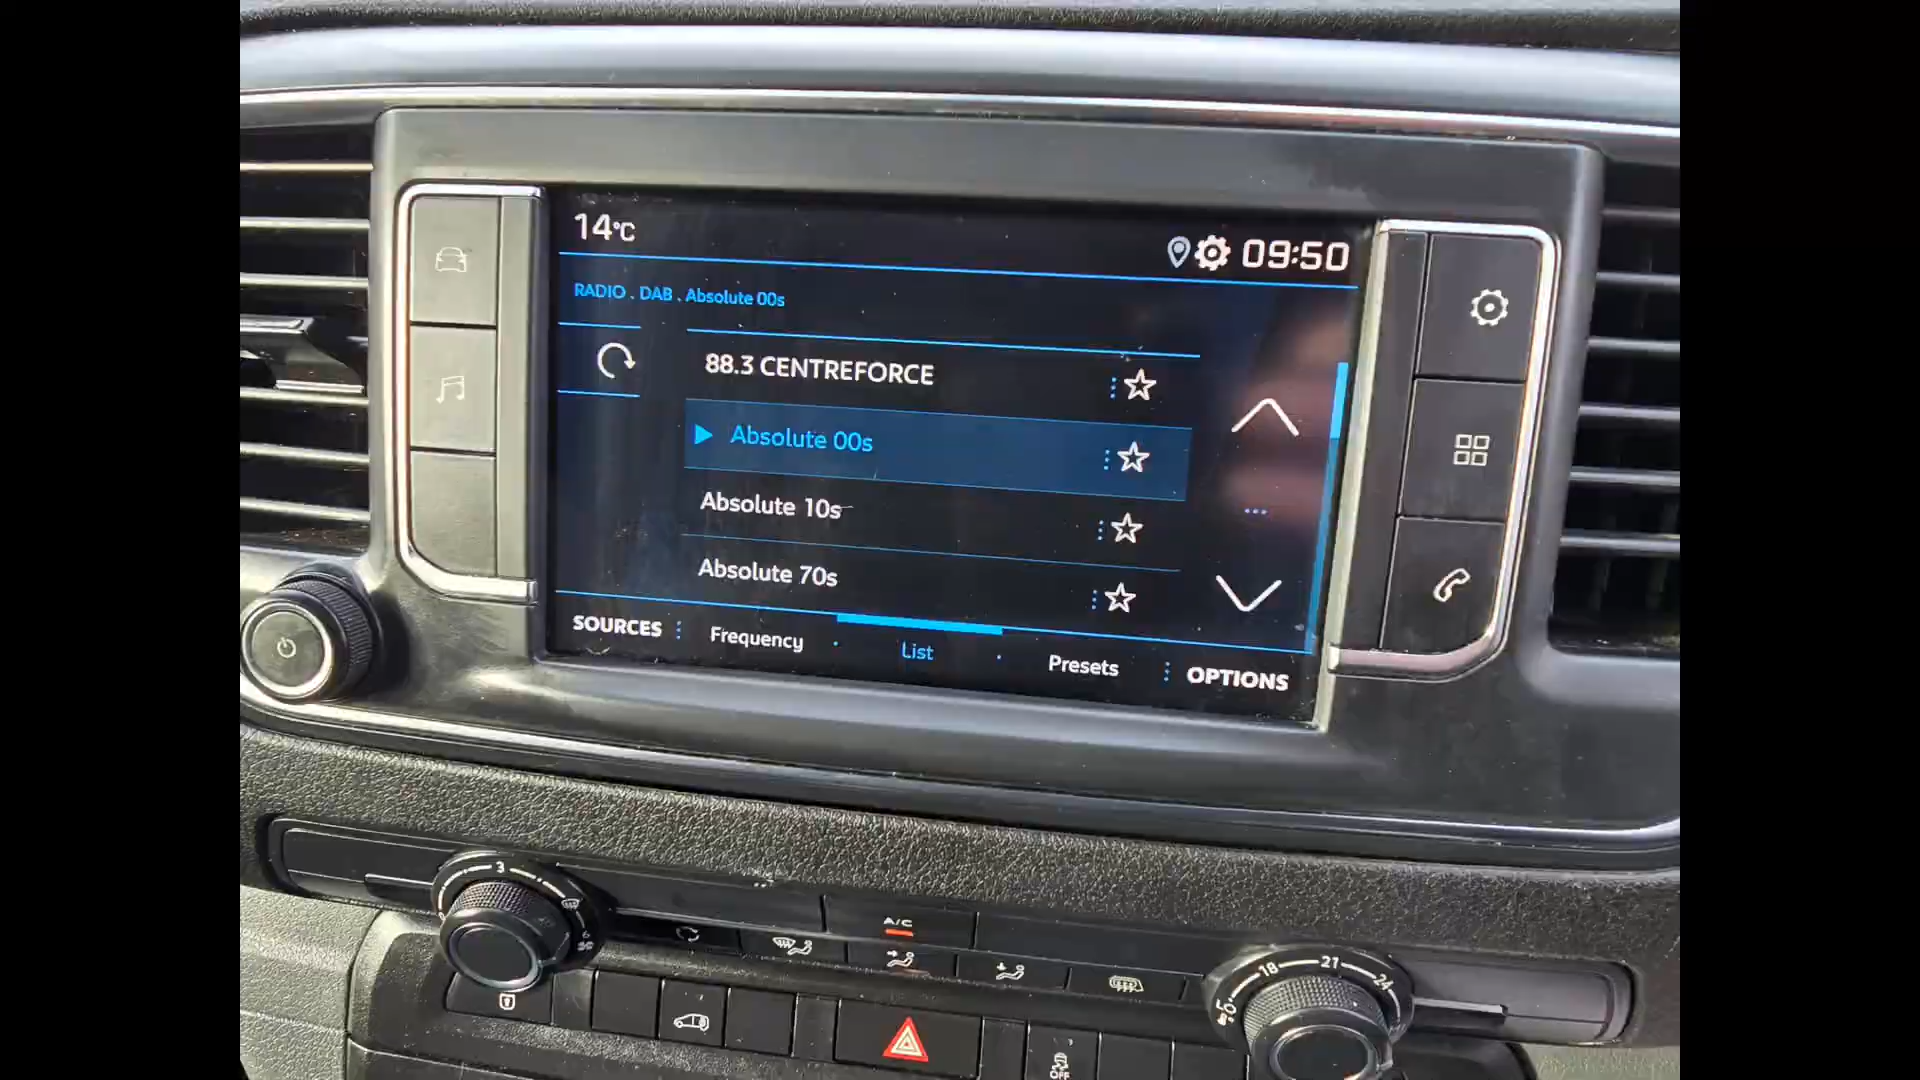 14°C
09:50
RADIO . DAB . Absolute 00s
88.3 CENTREFORCE
Absolute 00s
Absolute 10s
Absolute 70s
SOURCES
Frequency
List
Presets
OPTIONS
3
A/C
18
21
24
OFF